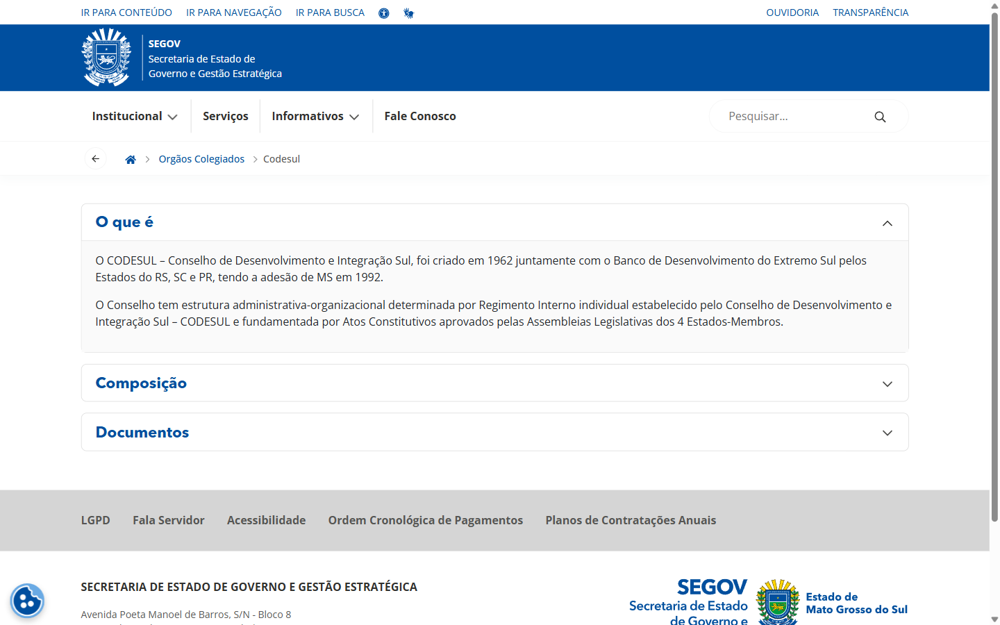 IR PARA CONTEÚDO IR PARA NAVEGAÇÃO IR PARA BUSCA OUVIDORIA TRANSPARÊNCIA
SEGOV
Secretaria de Estado de
Governo e Gestão Estratégica
Institucional Serviços Informativos Fale Conosco Pesquisar...
Orgãos Colegiados Codesul
O que é
O CODESUL – Conselho de Desenvolvimento e Integração Sul, foi criado em 1962 juntamente com o Banco de Desenvolvimento do Extremo Sul pelos
Estados do RS, SC e PR, tendo a adesão de MS em 1992.
O Conselho tem estrutura administrativa-organizacional determinada por Regimento Interno individual estabelecido pelo Conselho de Desenvolvimento e
Integração Sul – CODESUL e fundamentada por Atos Constitutivos aprovados pelas Assembleias Legislativas dos 4 Estados-Membros.
Composição
Documentos
LGPD Fala Servidor Acessibilidade Ordem Cronológica de Pagamentos Planos de Contratações Anuais
SECRETARIA DE ESTADO DE GOVERNO E GESTÃO ESTRATÉGICA
Avenida Poeta Manoel de Barros, S/N - Bloco 8
SEGOV
Secretaria de Estado
de Governo e
Estado de
Mato Grosso do Sul